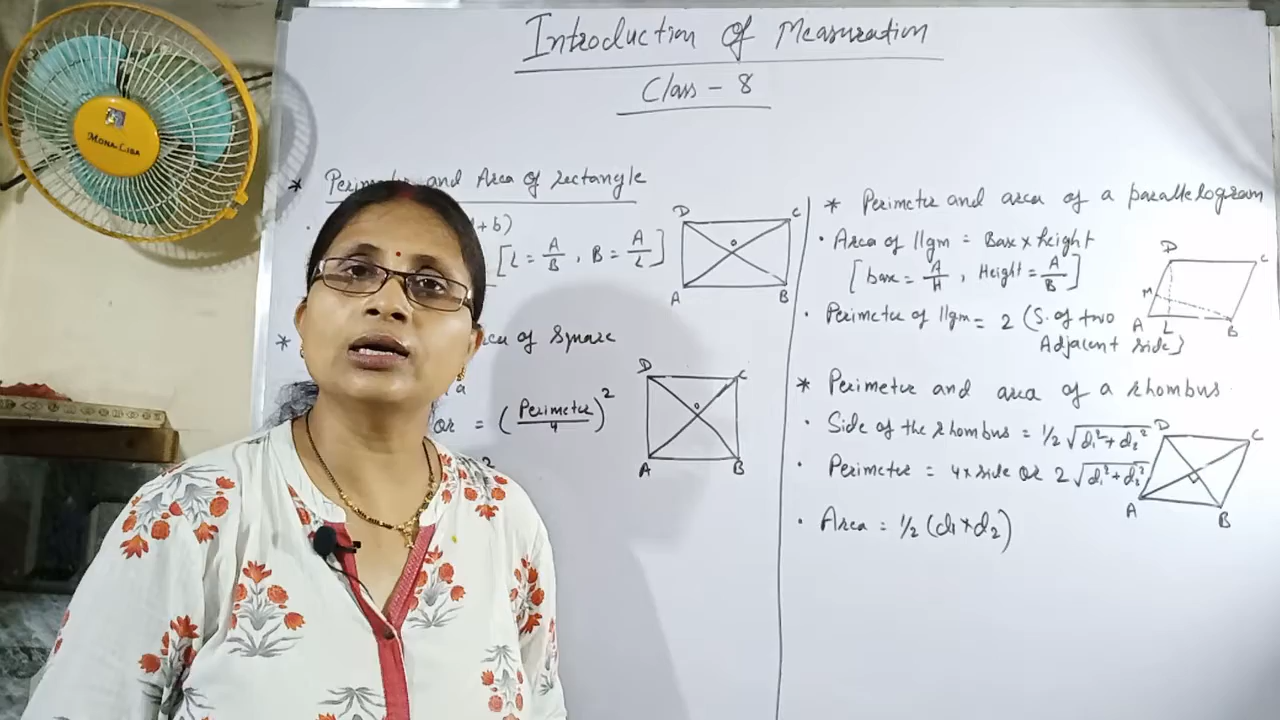 Introduction Of Mensuration
Class - 8
* Perimeter and Area Of rectangle
+b)
[L = A/B , B = A/L]
D C
O
A B
* of Square
a
or = (Perimeter/4)²
2
D C
O
A B
* Perimeter and area of a parallelogram
· Area of llgm = Base x height
[base = A/H , Height = A/B]
· Perimeter of llgm = 2 (S. of two
Adjacent side)
D C
M
A L B
* Perimeter and area of a rhombus
· Side of the rhombus = 1/2 √d₁²+d₂²
· Perimeter = 4 x side or 2 √d₁²+d₂²
· Area = 1/2 (d₁ x d₂)
D C
A B
MONA LISA